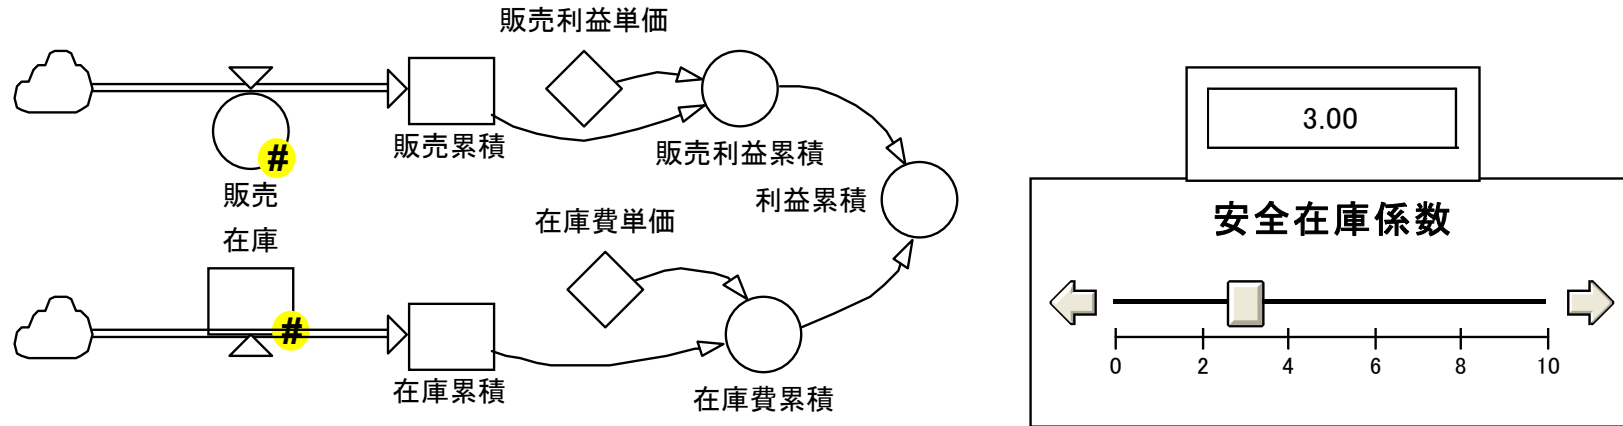 販売利益単価
#
販売
販売累積
販売利益累積
利益累積
在庫
在庫費単価
#
在庫累積
在庫費累積
3.00
安全在庫係数
0 2 4 6 8 10